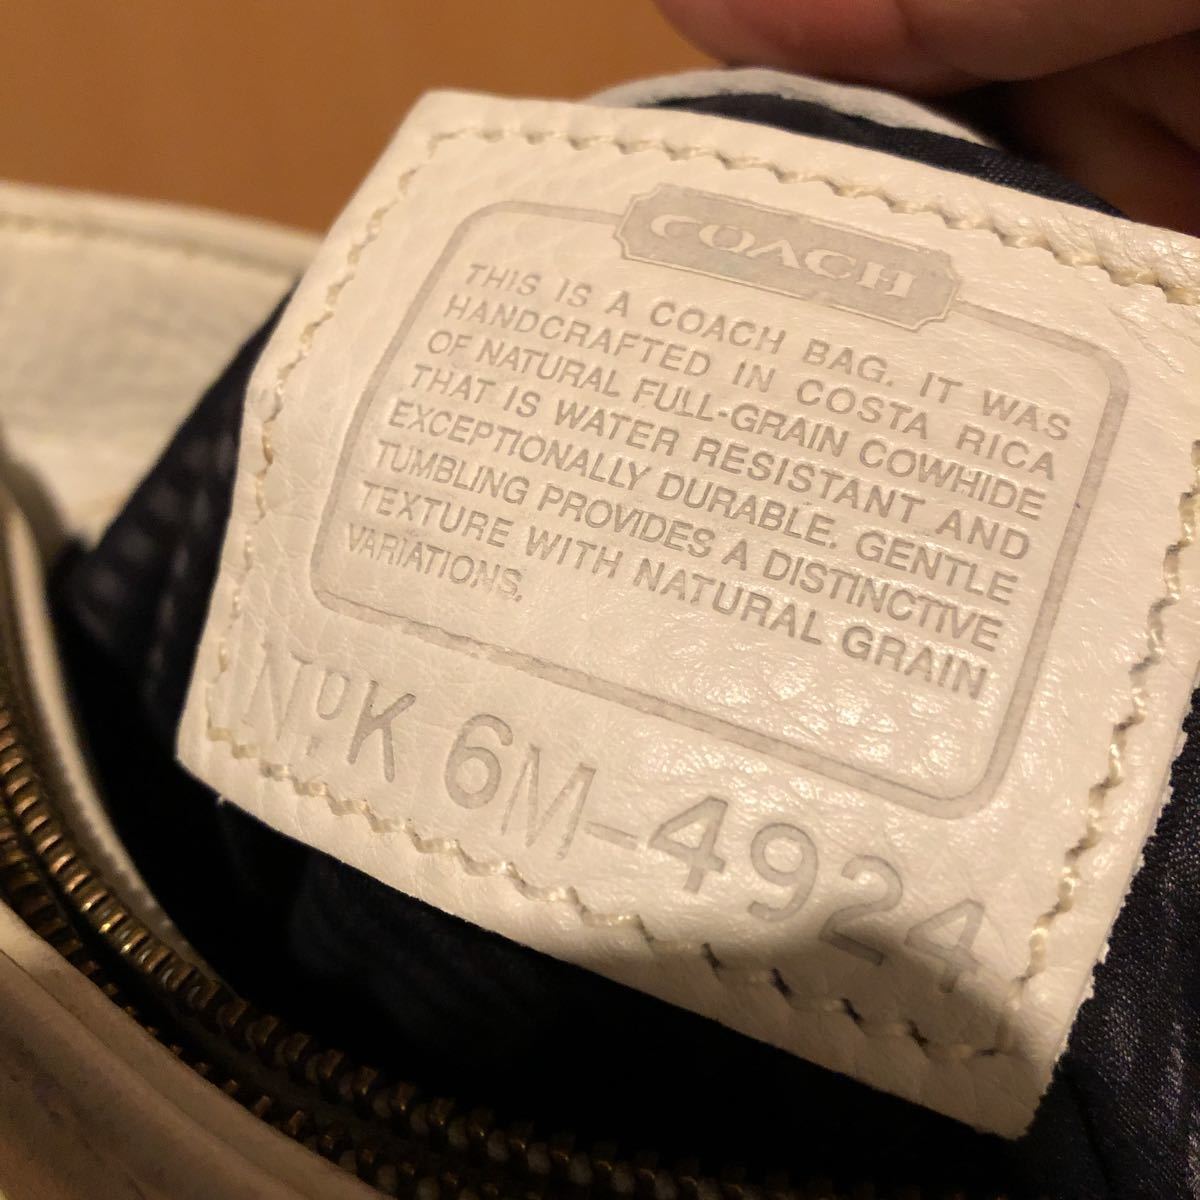 COACH
THIS IS A COACH BAG. IT WAS
HANDCRAFTED IN COSTA RICA
OF NATURAL FULL-GRAIN COWHIDE
THAT IS WATER RESISTANT AND
EXCEPTIONALLY DURABLE. GENTLE
TUMBLING PROVIDES A DISTINCTIVE
TEXTURE WITH NATURAL GRAIN
VARIATIONS.
NºK 6M-4924